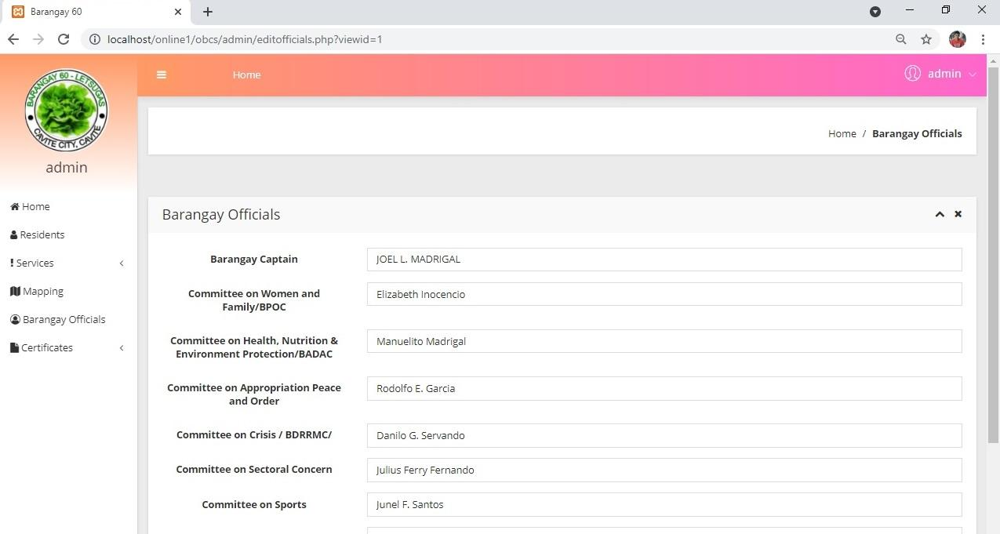 Barangay 60
localhost/online1/obcs/admin/editofficials.php?viewid=1
BARANGAY 60 - LETSUGAS
CAVITE CITY, CAVITE
admin
Home
Residents
Services
Mapping
Barangay Officials
Certificates
Home
admin
Home / Barangay Officials
Barangay Officials
Barangay Captain
JOEL L. MADRIGAL
Committee on Women and
Family/BPOC
Elizabeth Inocencio
Committee on Health, Nutrition &
Environment Protection/BADAC
Manuelito Madrigal
Committee on Appropriation Peace
and Order
Rodolfo E. Garcia
Committee on Crisis / BDRRMC/
Danilo G. Servando
Committee on Sectoral Concern
Julius Ferry Fernando
Committee on Sports
Junel F. Santos